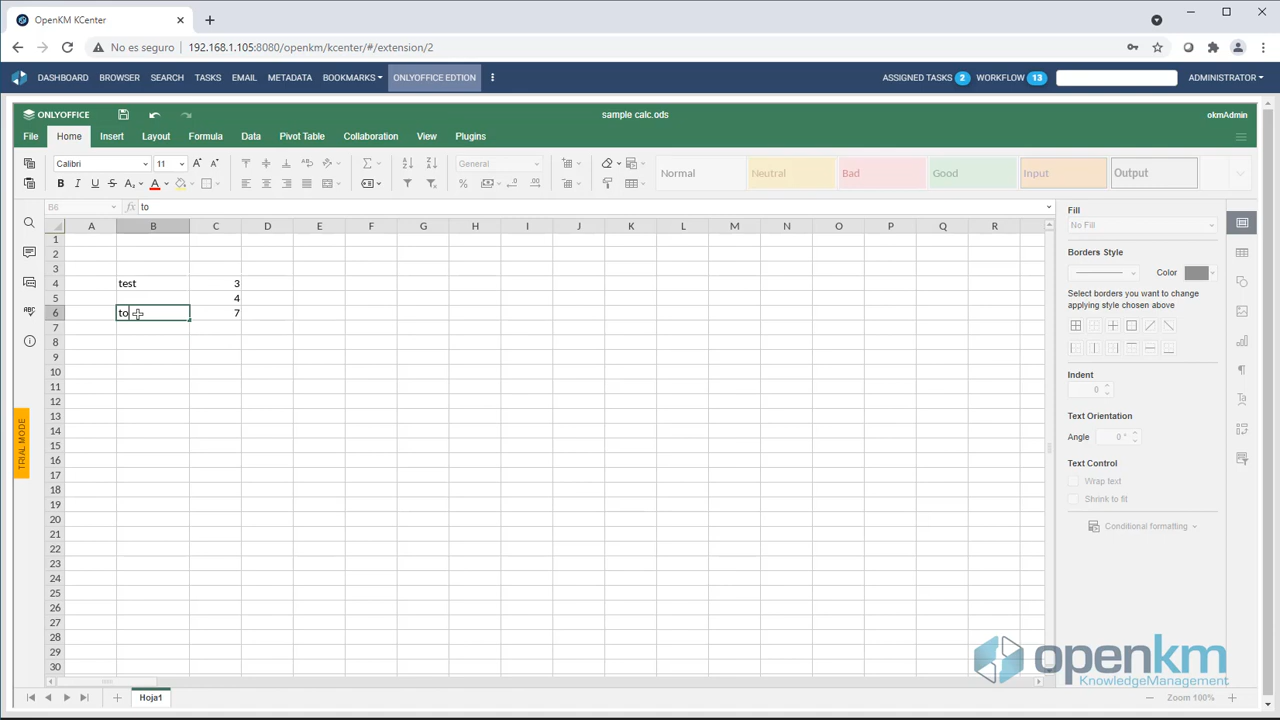 OpenKM KCenter
No es seguro 192.168.1.105:8080/openkm/kcenter/#/extension/2
DASHBOARD BROWSER SEARCH TASKS EMAIL METADATA BOOKMARKS ONLYOFFICE EDTION ASSIGNED TASKS 2 WORKFLOW 13 ADMINISTRATOR
ONLYOFFICE sample calc.ods okmAdmin
File Home Insert Layout Formula Data Pivot Table Collaboration View Plugins
Calibri 11 General Normal Neutral Bad Good Input Output
B6 fx to
A B C D E F G H I J K L M N O P Q R
1
2
3
4 test 3
5 4
6 to 7
7
8
9
10
11
12
13
14
15
16
17
18
19
20
21
22
23
24
25
26
27
28
29
30
TRIAL MODE
Fill
No Fill
Borders Style
Color
Select borders you want to change
applying style chosen above
Indent
0
Text Orientation
Angle 0 °
Text Control
Wrap text
Shrink to fit
Conditional formatting
openkm
KnowledgeManagement
Hoja1 Zoom 100%